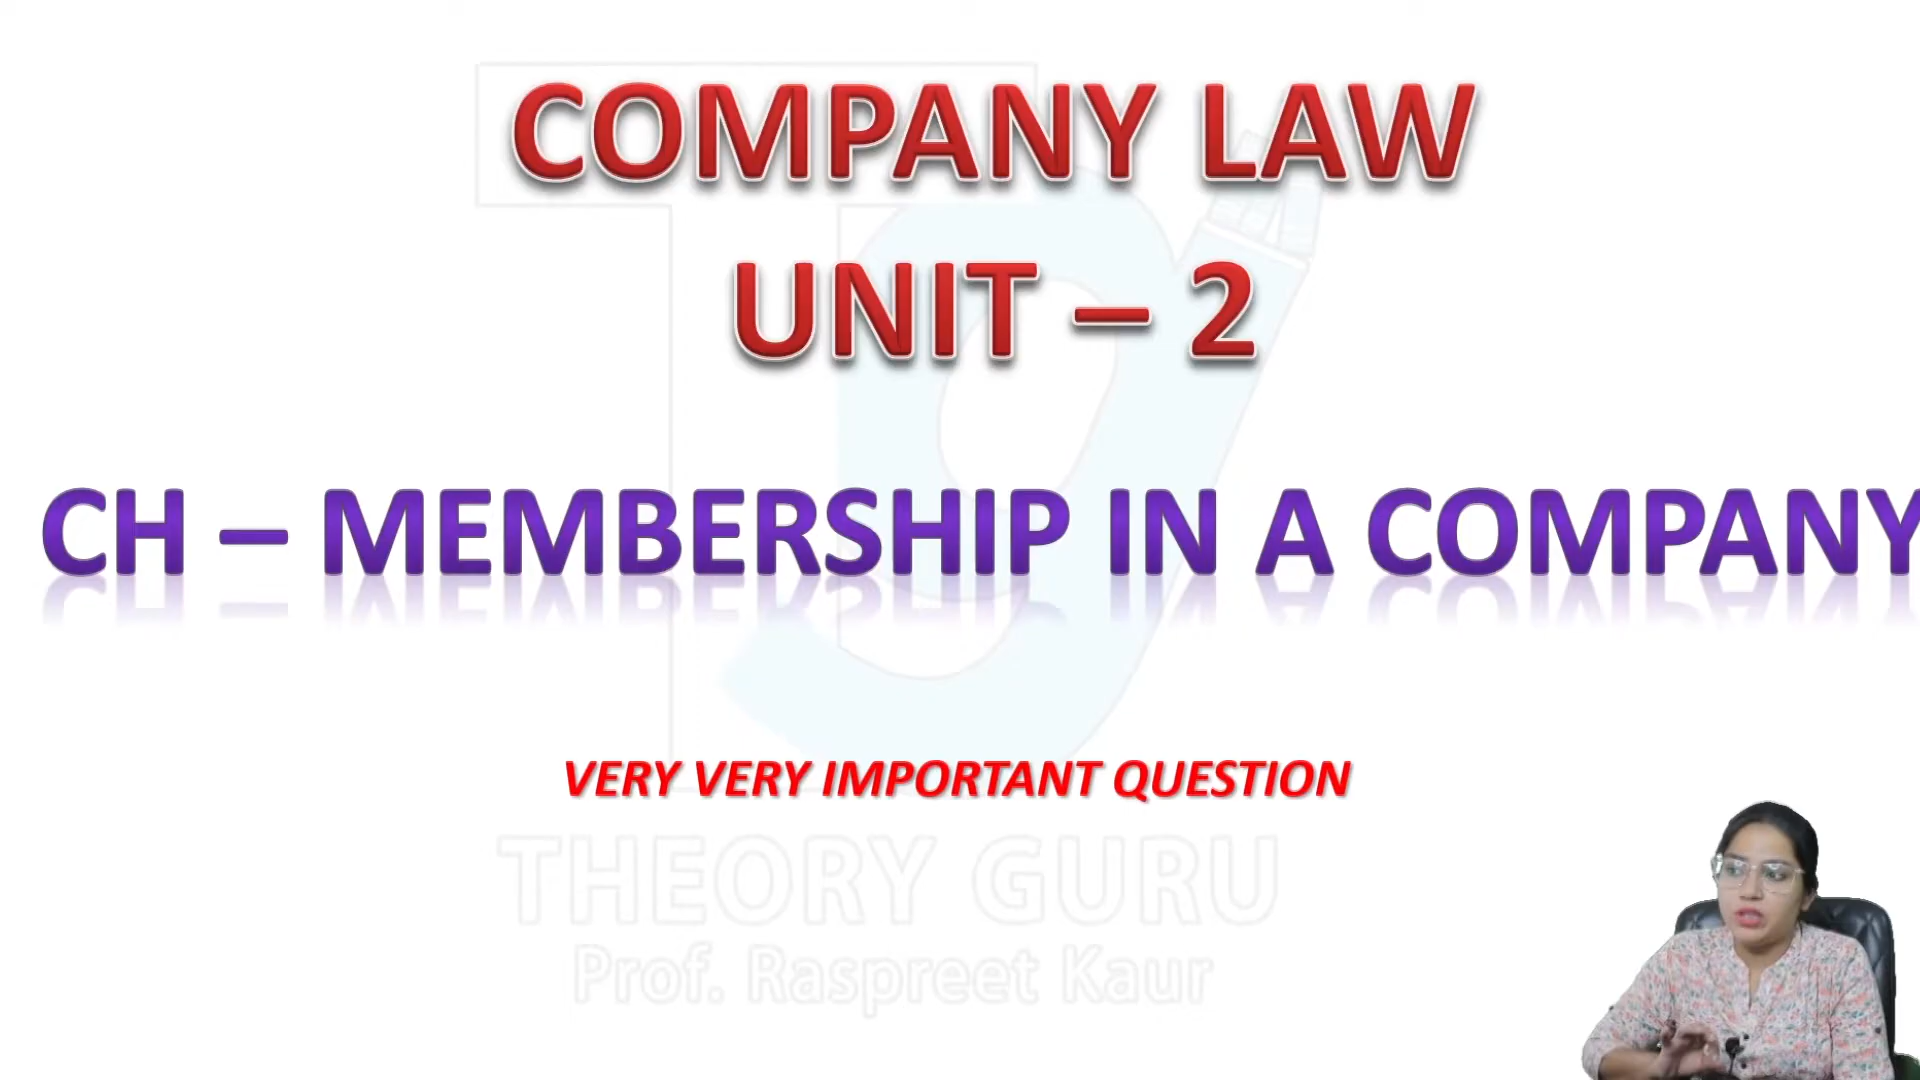 COMPANY LAW
UNIT – 2
CH – MEMBERSHIP IN A COMPANY
VERY VERY IMPORTANT QUESTION
THEORY GURU
Prof. Raspreet Kaur